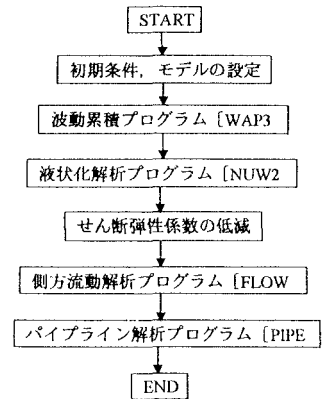 START
初期条件，モデルの設定
波動累積プログラム［WAP3
液状化解析プログラム［NUW2
せん断弾性係数の低減
側方流動解析プログラム［FLOW
パイプライン解析プログラム［PIPE
END